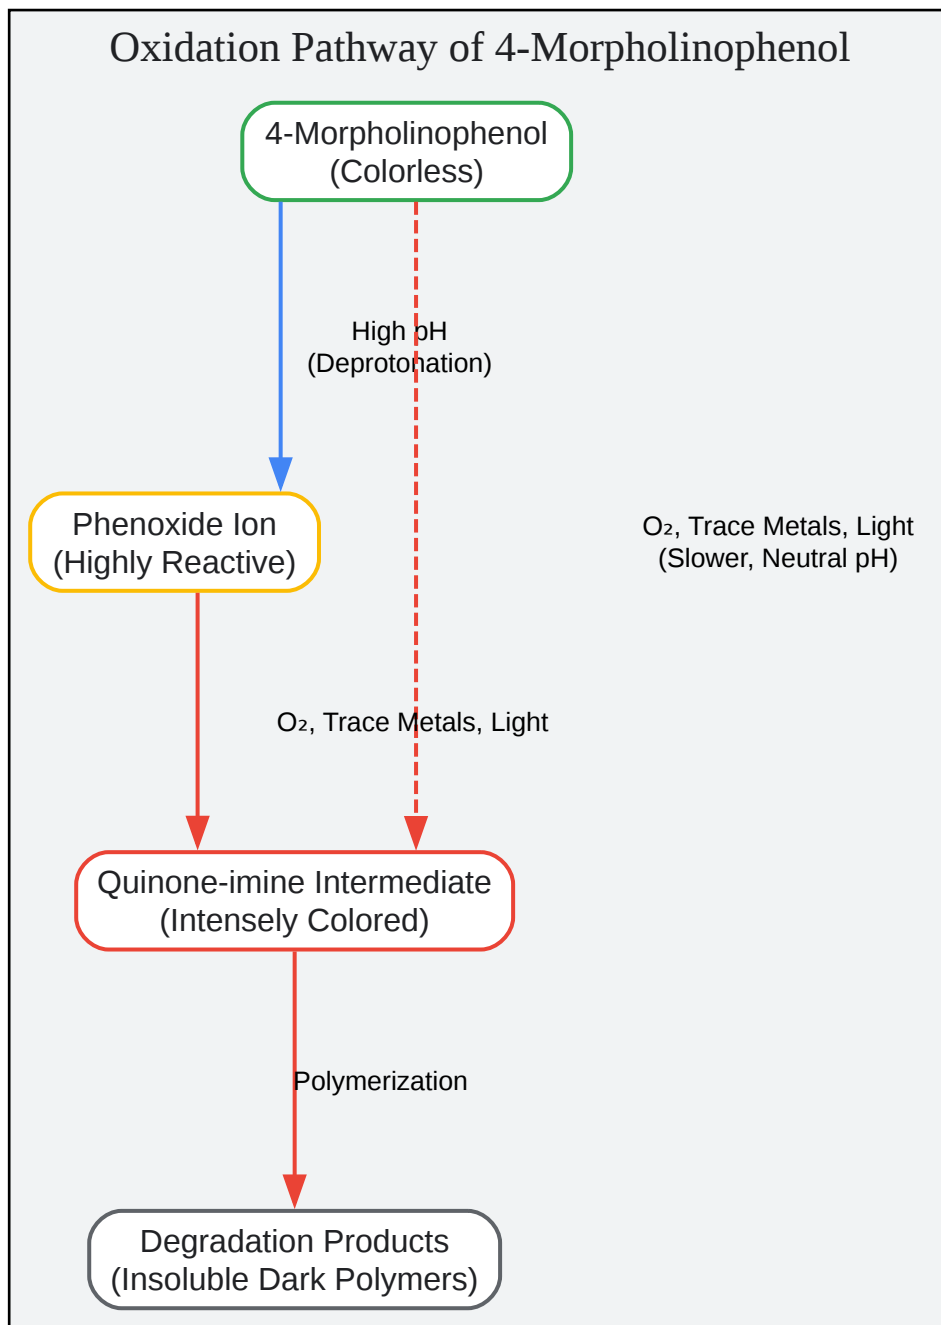 Oxidation Pathway of 4-Morpholinophenol
4-Morpholinophenol
(Colorless)
High pH
(Deprotonation)
Phenoxide Ion
(Highly Reactive)
O₂, Trace Metals, Light
(Slower, Neutral pH)
O₂, Trace Metals, Light
Quinone-imine Intermediate
(Intensely Colored)
Polymerization
Degradation Products
(Insoluble Dark Polymers)